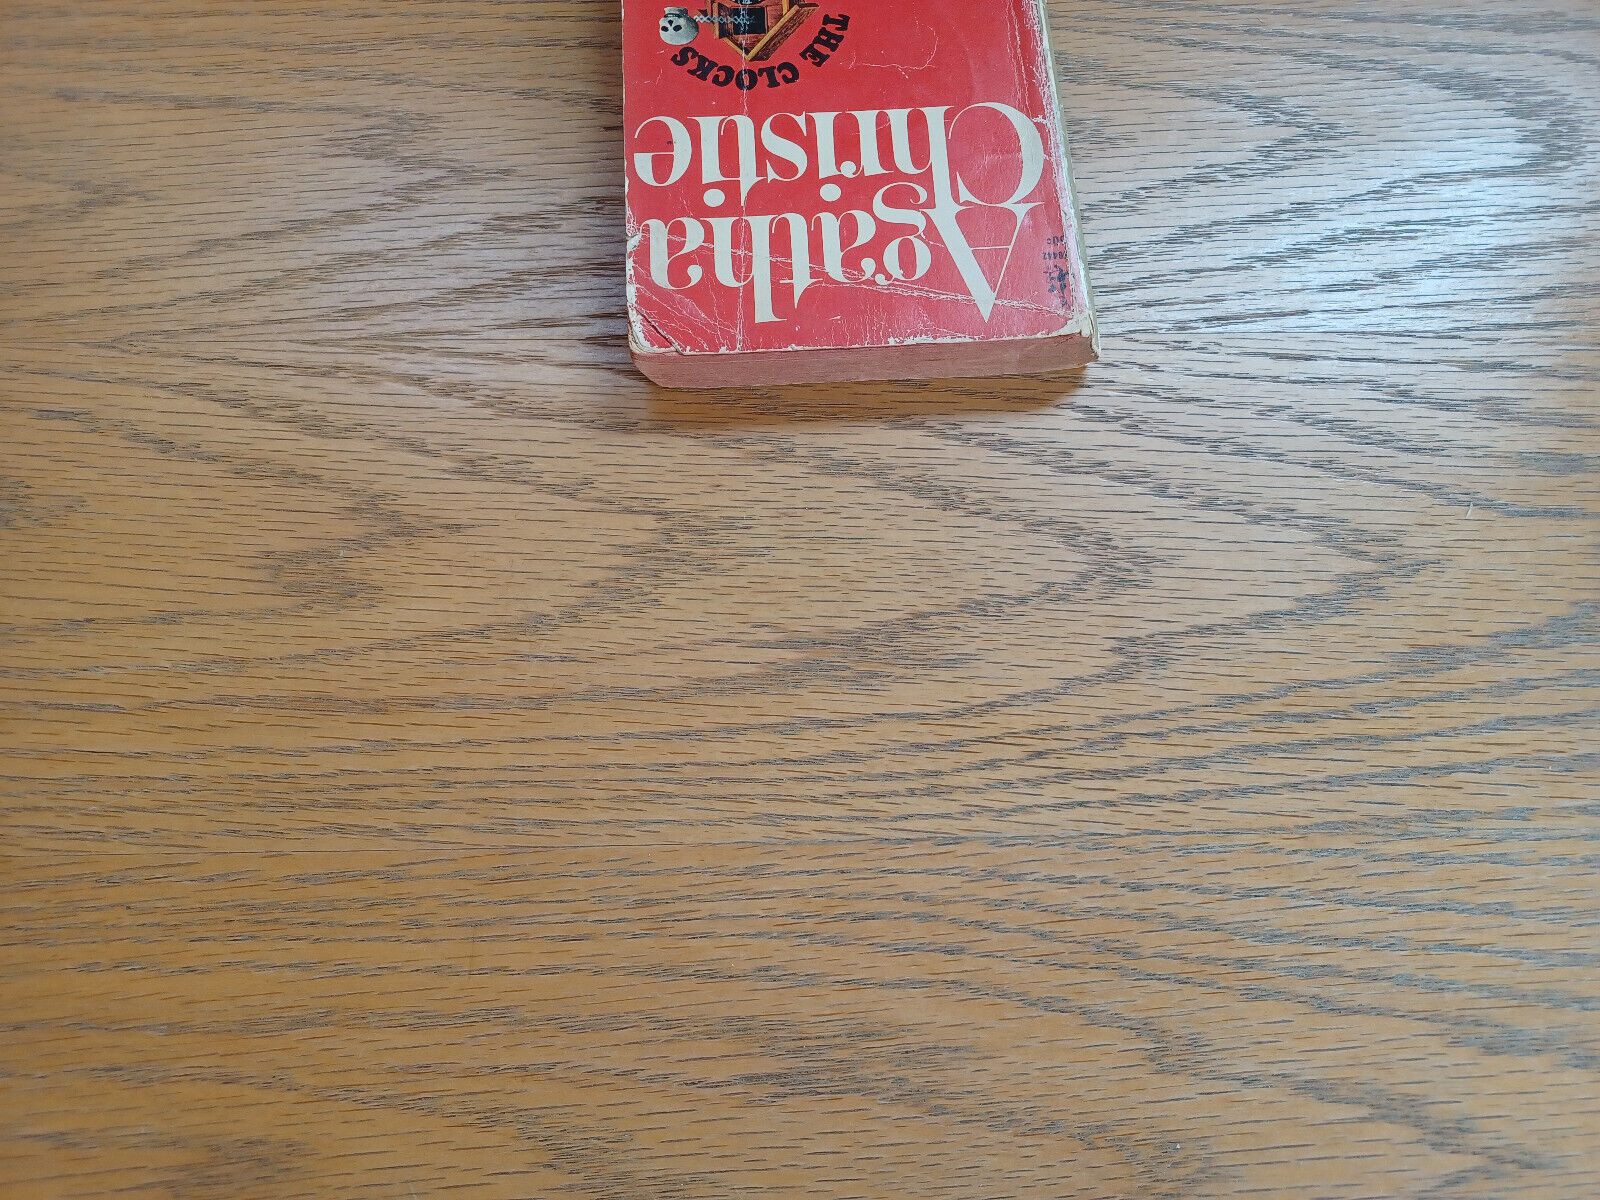 Agatha
Christie
THE CLOCKS